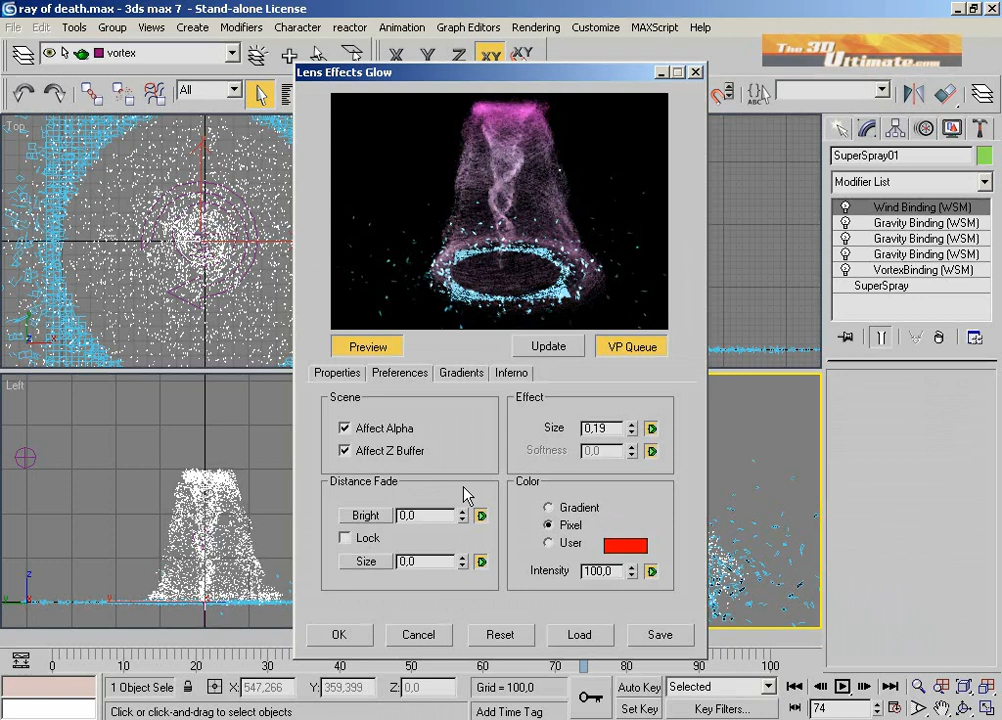 ray of death.max - 3ds max 7 - Stand-alone License
File Edit Tools Group Views Create Modifiers Character reactor Animation Graph Editors Rendering Customize MAXScript Help
vortex
X Y Z XY XY
The 3D Ultimate.com
Lens Effects Glow
All
ABC
Top
SuperSpray01
Modifier List
Wind Binding (WSM)
Gravity Binding (WSM)
Gravity Binding (WSM)
Gravity Binding (WSM)
VortexBinding (WSM)
SuperSpray
Preview Update VP Queue
Properties Preferences Gradients Inferno
Left
Scene
Affect Alpha
Affect Z Buffer
Effect
Size 0,19
Softness 0,0
Distance Fade
Bright 0,0
Lock
Size 0,0
Color
Gradient
Pixel
User
Intensity 100,0
OK Cancel Reset Load Save
0 10 20 30 40 50 60 70 80 90 100
1 Object Sele X: 547,266 Y: 359,399 Z: 0,0 Grid = 100,0 Auto Key Selected
Click or click-and-drag to select objects Add Time Tag Set Key Key Filters... 74